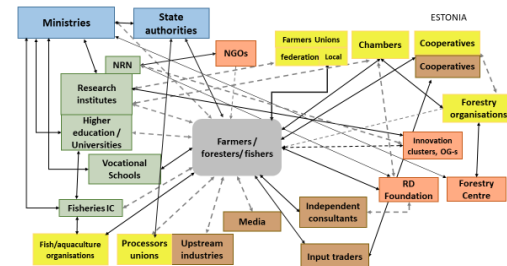 ESTONIA
Ministries
State
authorities
NRN
NGOs
Farmers Unions
federation Local
Chambers
Cooperatives
Cooperatives
Research
institutes
Forestry
organisations
Higher
education /
Universities
Farmers/
foresters/fishers
Innovation
clusters, OG-s
Vocational
Schools
RD
Foundation
Forestry
Centre
Fisheries IC
Independent
consultants
Media
Fish/aquaculture
organisations
Processors
unions
Upstream
industries
Input traders